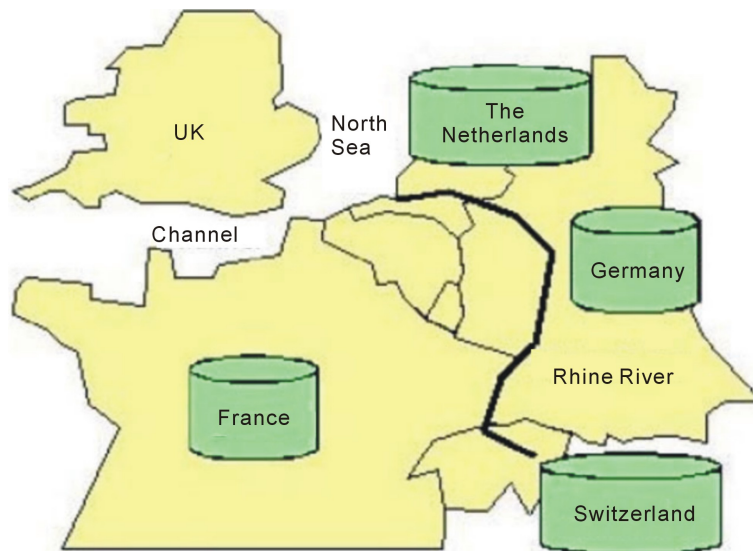 The
Netherlands
North
Sea
UK
Channel
Germany
Rhine River
France
Switzerland